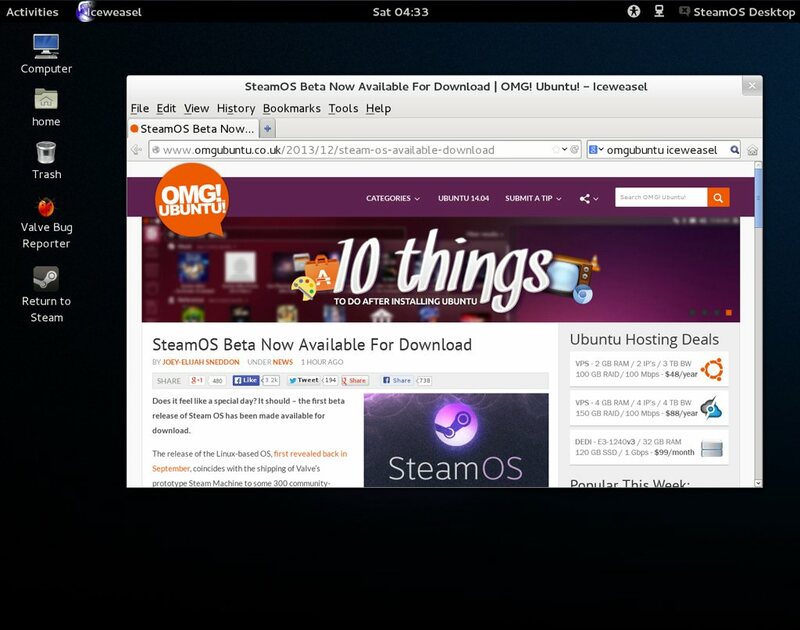 Activities Iceweasel Sat 04:33 SteamOS Desktop
Computer
home
Trash
Valve Bug
Reporter
Return to
Steam
SteamOS Beta Now Available For Download | OMG! Ubuntu! – Iceweasel
File Edit View History Bookmarks Tools Help
SteamOS Beta Now...
www.omgubuntu.co.uk/2013/12/steam-os-available-download omgubuntu iceweasel
OMG!
UBUNTU!
CATEGORIES UBUNTU 14.04 SUBMIT A TIP Search OMG! Ubuntu!
10 things
TO DO AFTER INSTALLING UBUNTU
SteamOS Beta Now Available For Download
BY JOEY-ELIJAH SNEDDON UNDER NEWS 1 HOUR AGO
SHARE +1 480 Like 3.2k Tweet 194 Share Share 738
Does it feel like a special day? It should – the first beta
release of Steam OS has been made available for
download.
The release of the Linux-based OS, first revealed back in
September, coincides with the shipping of Valve's
prototype Steam Machine to some 300 community-
SteamOS
Ubuntu Hosting Deals
VPS - 2 GB RAM / 2 IP's / 3 TB BW
100 GB RAID / 100 Mbps - $48/year
VPS - 4 GB RAM / 4 IP's / 4 TB BW
150 GB RAID / 100 Mbps - $88/year
DEDI - E3-1240v3 / 32 GB RAM
120 GB SSD / 1 Gbps - $99/month
Popular This Week: